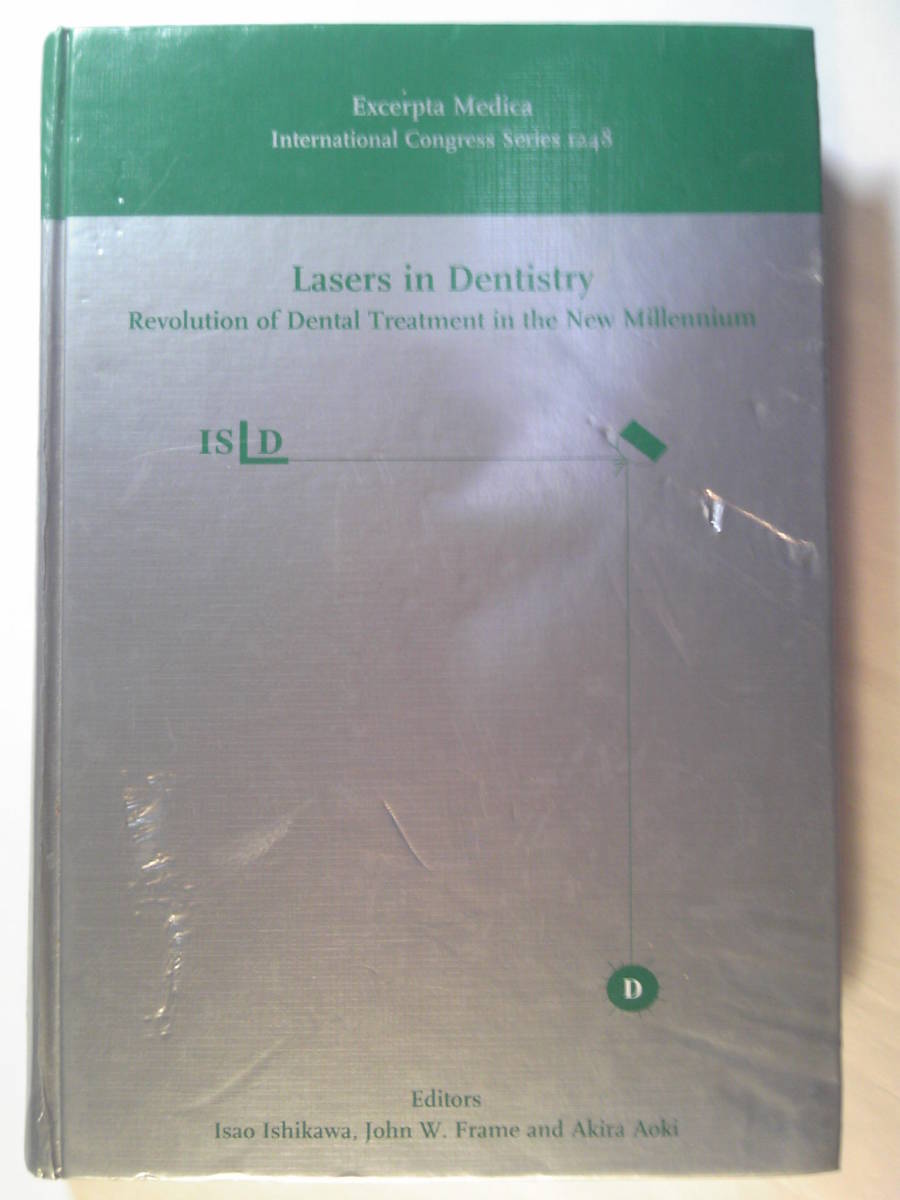 Excerpta Medica
International Congress Series 1248
Lasers in Dentistry
Revolution of Dental Treatment in the New Millennium
ISLD
D
Editors
Isao Ishikawa, John W. Frame and Akira Aoki